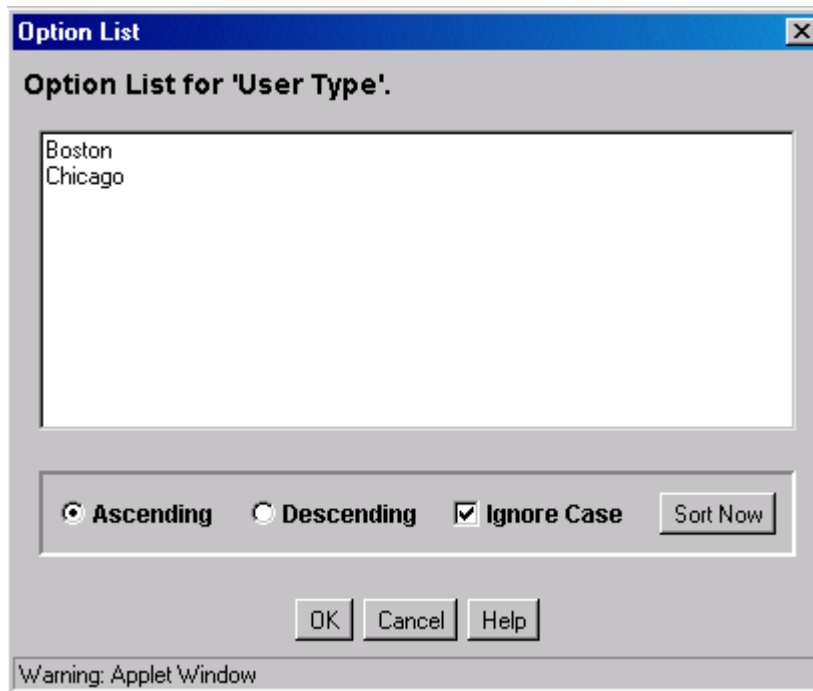 Option List
Option List for 'User Type'.
Boston
Chicago
Ascending Descending Ignore Case Sort Now
OK Cancel Help
Warning: Applet Window